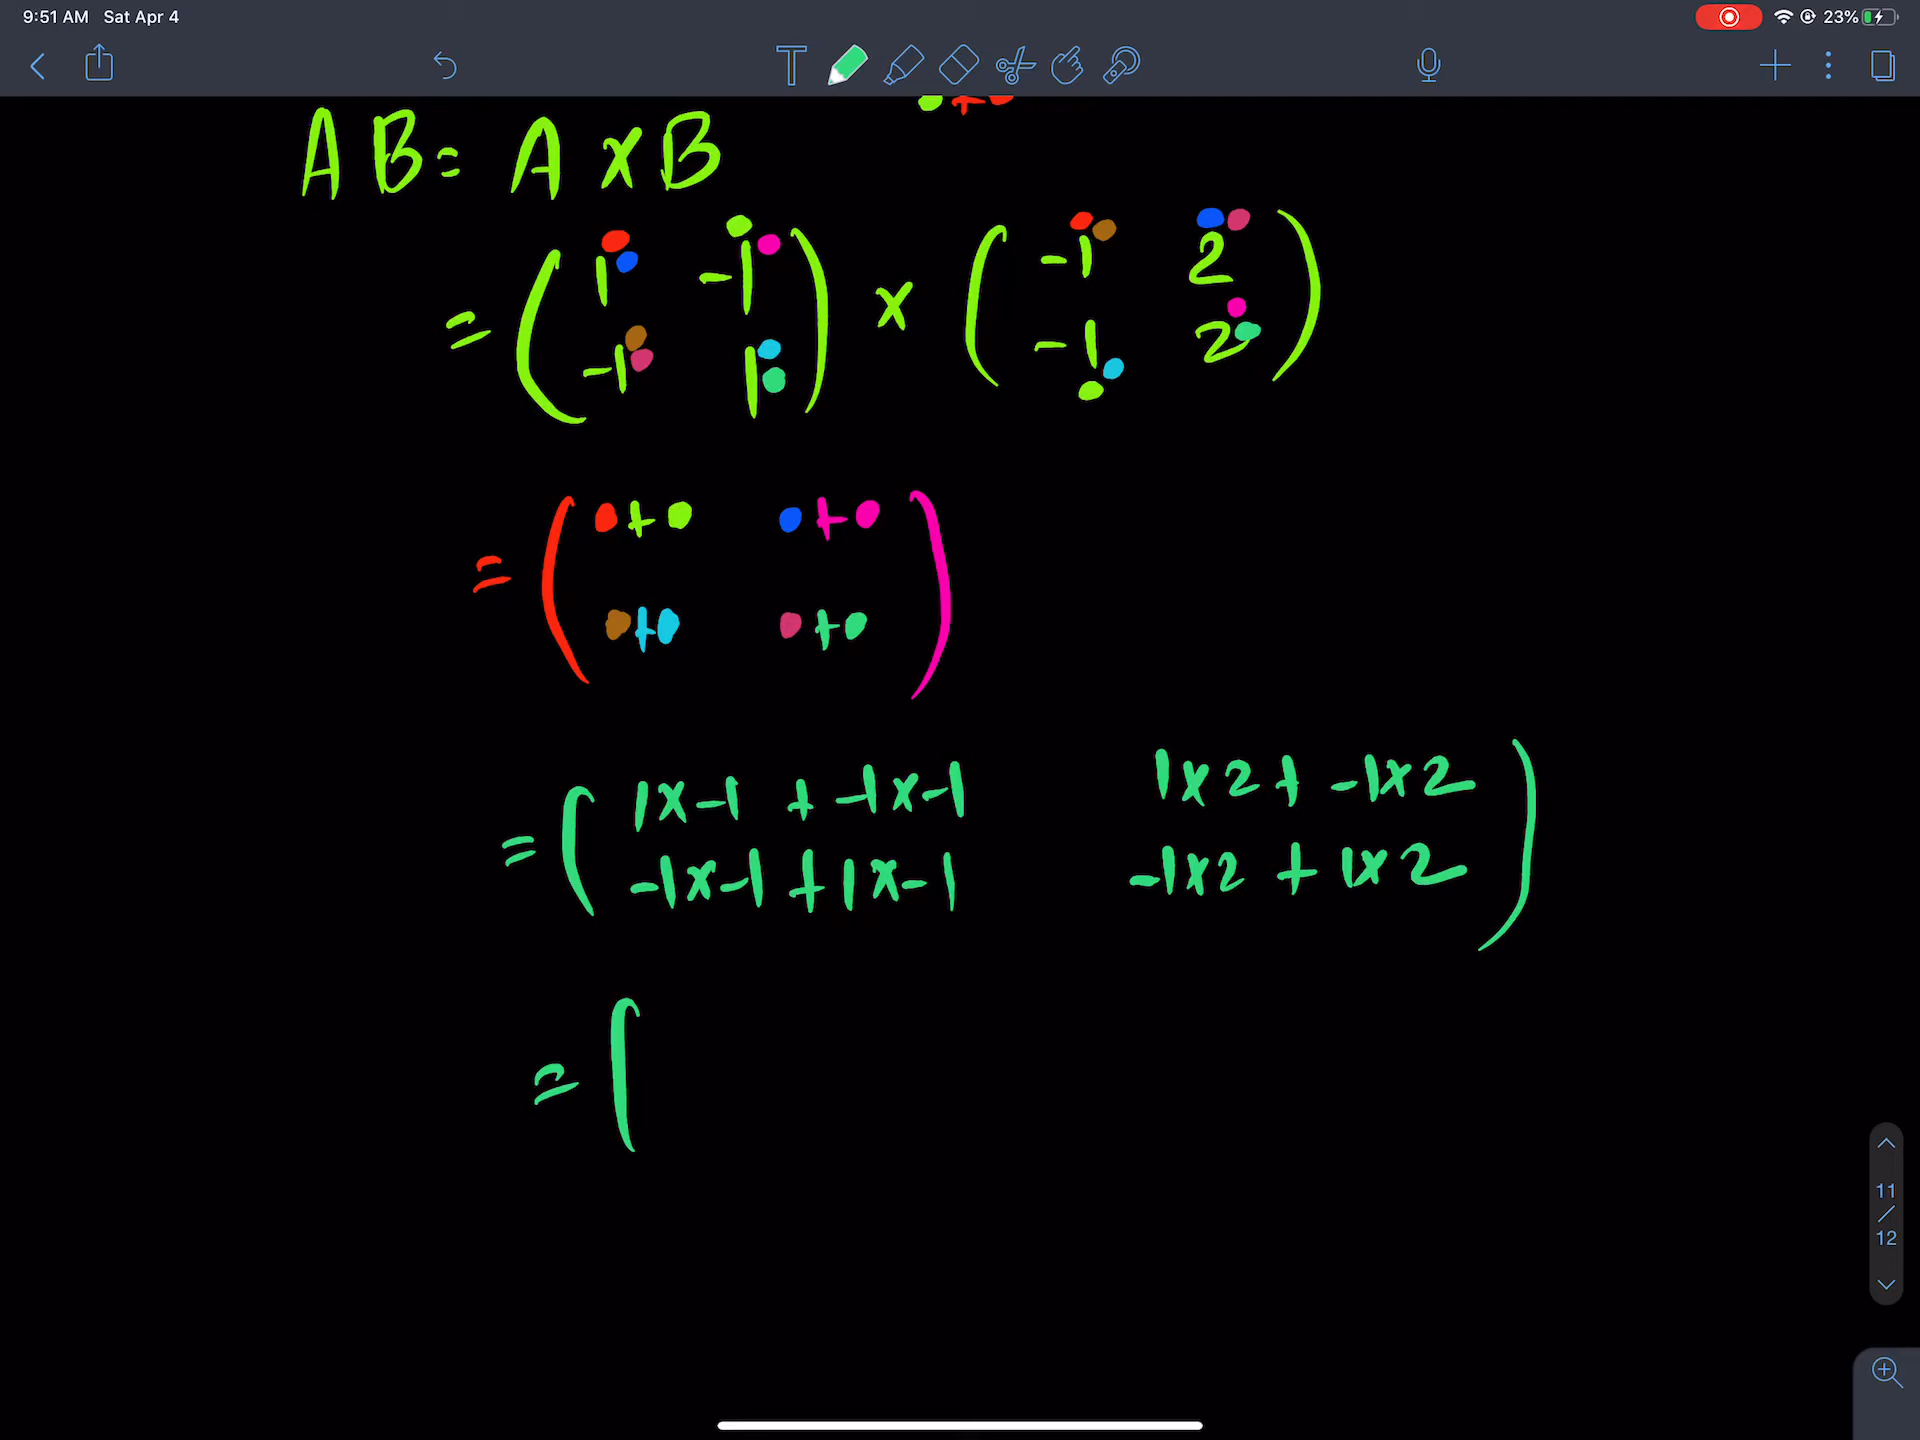 9:51 AM Sat Apr 4 23%
T
AB = A x B
= ( 1 -1 ) x ( -1 2 )
-1 1 -1 2
= ( + + )
+ +
= ( 1x-1 + -1x-1 1x2 + -1x2 )
-1x-1 + 1x-1 -1x2 + 1x2
= (
11
/
12